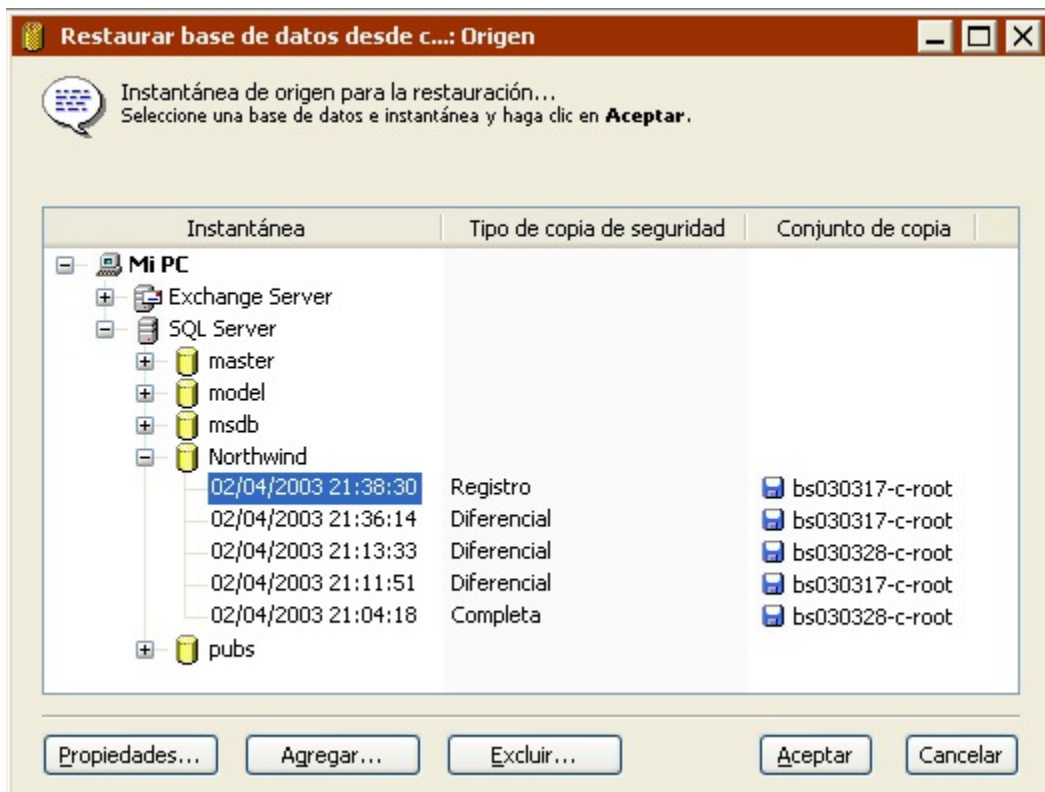 Restaurar base de datos desde c...: Origen
Instantánea de origen para la restauración...
Seleccione una base de datos e instantánea y haga clic en Aceptar.
Instantánea Tipo de copia de seguridad Conjunto de copia
Mi PC
Exchange Server
SQL Server
master
model
msdb
Northwind
02/04/2003 21:38:30 Registro bs030317-c-root
02/04/2003 21:36:14 Diferencial bs030317-c-root
02/04/2003 21:13:33 Diferencial bs030328-c-root
02/04/2003 21:11:51 Diferencial bs030317-c-root
02/04/2003 21:04:18 Completa bs030328-c-root
pubs
Propiedades... Agregar... Excluir... Aceptar Cancelar